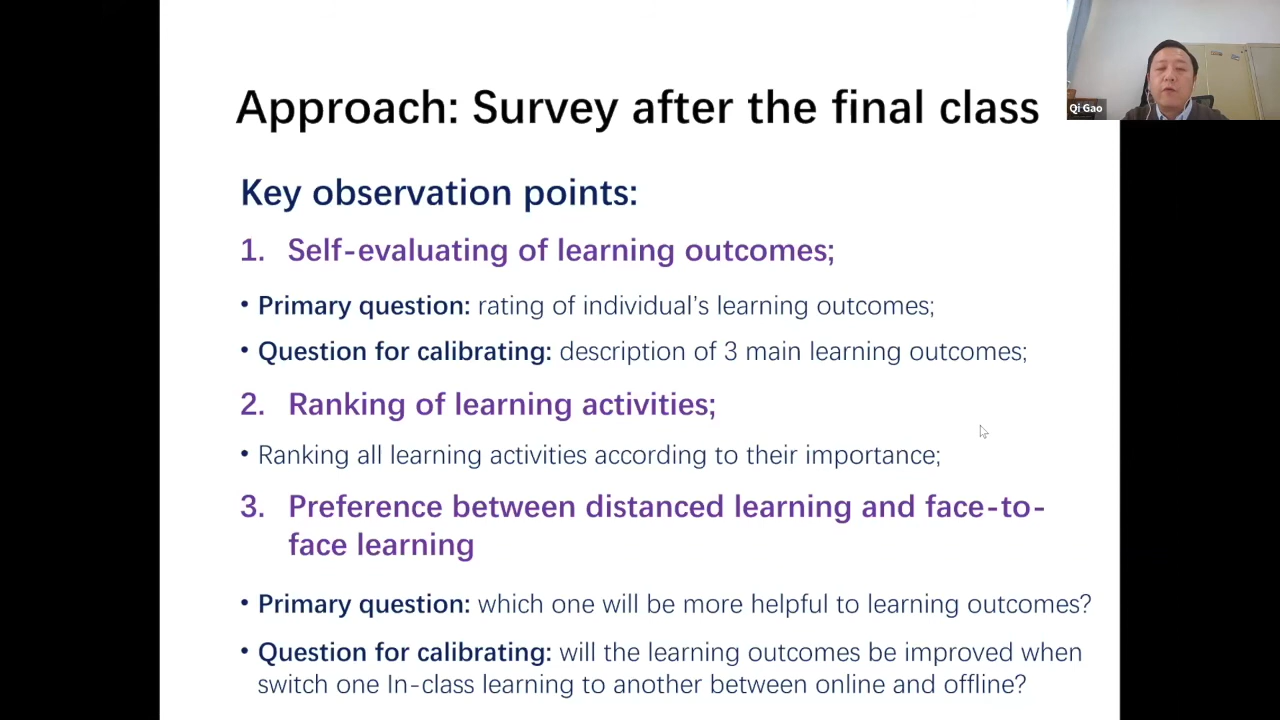 Approach: Survey after the final class
Qi Gao
Key observation points:
1. Self-evaluating of learning outcomes;
• Primary question: rating of individual's learning outcomes;
• Question for calibrating: description of 3 main learning outcomes;
2. Ranking of learning activities;
• Ranking all learning activities according to their importance;
3. Preference between distanced learning and face-to-
face learning
• Primary question: which one will be more helpful to learning outcomes?
• Question for calibrating: will the learning outcomes be improved when
switch one In-class learning to another between online and offline?